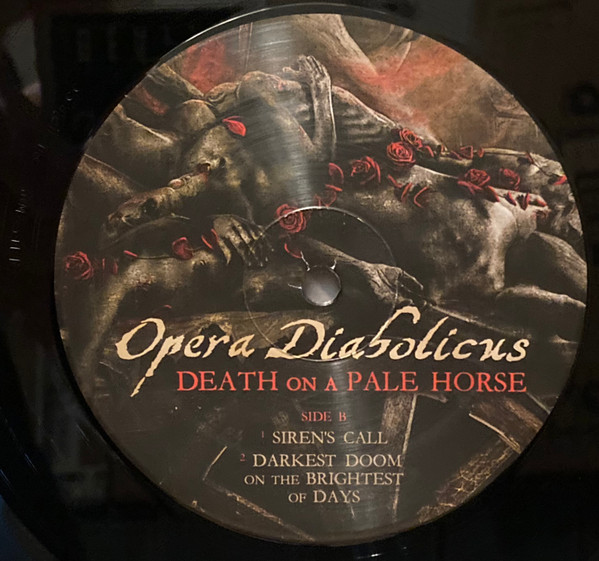 Opera Diabolicus
DEATH ON A PALE HORSE
SIDE B
1 SIREN'S CALL
2 DARKEST DOOM
ON THE BRIGHTEST
OF DAYS